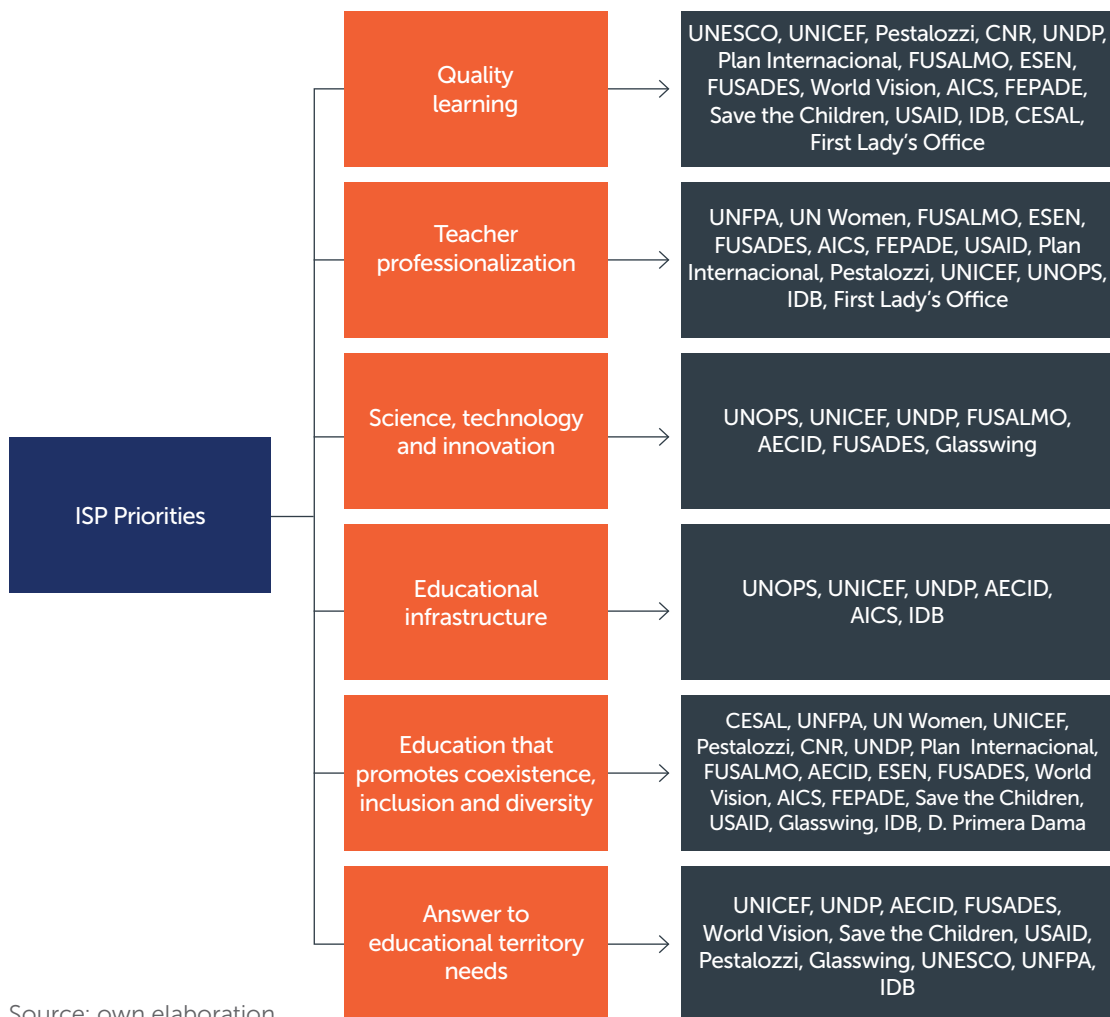 Quality
learning
UNESCO, UNICEF, Pestalozzi, CNR, UNDP,
Plan Internacional, FUSALMO, ESEN,
FUSADES, World Vision, AICS, FEPADE,
Save the Children, USAID, IDB, CESAL,
First Lady’s Office
Teacher
professionalization
UNFPA, UN Women, FUSALMO, ESEN,
FUSADES, AICS, FEPADE, USAID, Plan
Internacional, Pestalozzi, UNICEF, UNOPS,
IDB, First Lady’s Office
Science, technology
and innovation
UNOPS, UNICEF, UNDP, FUSALMO,
AECID, FUSADES, Glasswing
ISP Priorities
Educational
infrastructure
UNOPS, UNICEF, UNDP, AECID,
AICS, IDB
Education that
promotes coexistence,
inclusion and diversity
CESAL, UNFPA, UN Women, UNICEF,
Pestalozzi, CNR, UNDP, Plan Internacional,
FUSALMO, AECID, ESEN, FUSADES, World
Vision, AICS, FEPADE, Save the Children,
USAID, Glasswing, IDB, D. Primera Dama
Answer to
educational territory
needs
UNICEF, UNDP, AECID, FUSADES,
World Vision, Save the Children, USAID,
Pestalozzi, Glasswing, UNESCO, UNFPA,
IDB
Source: own elaboration